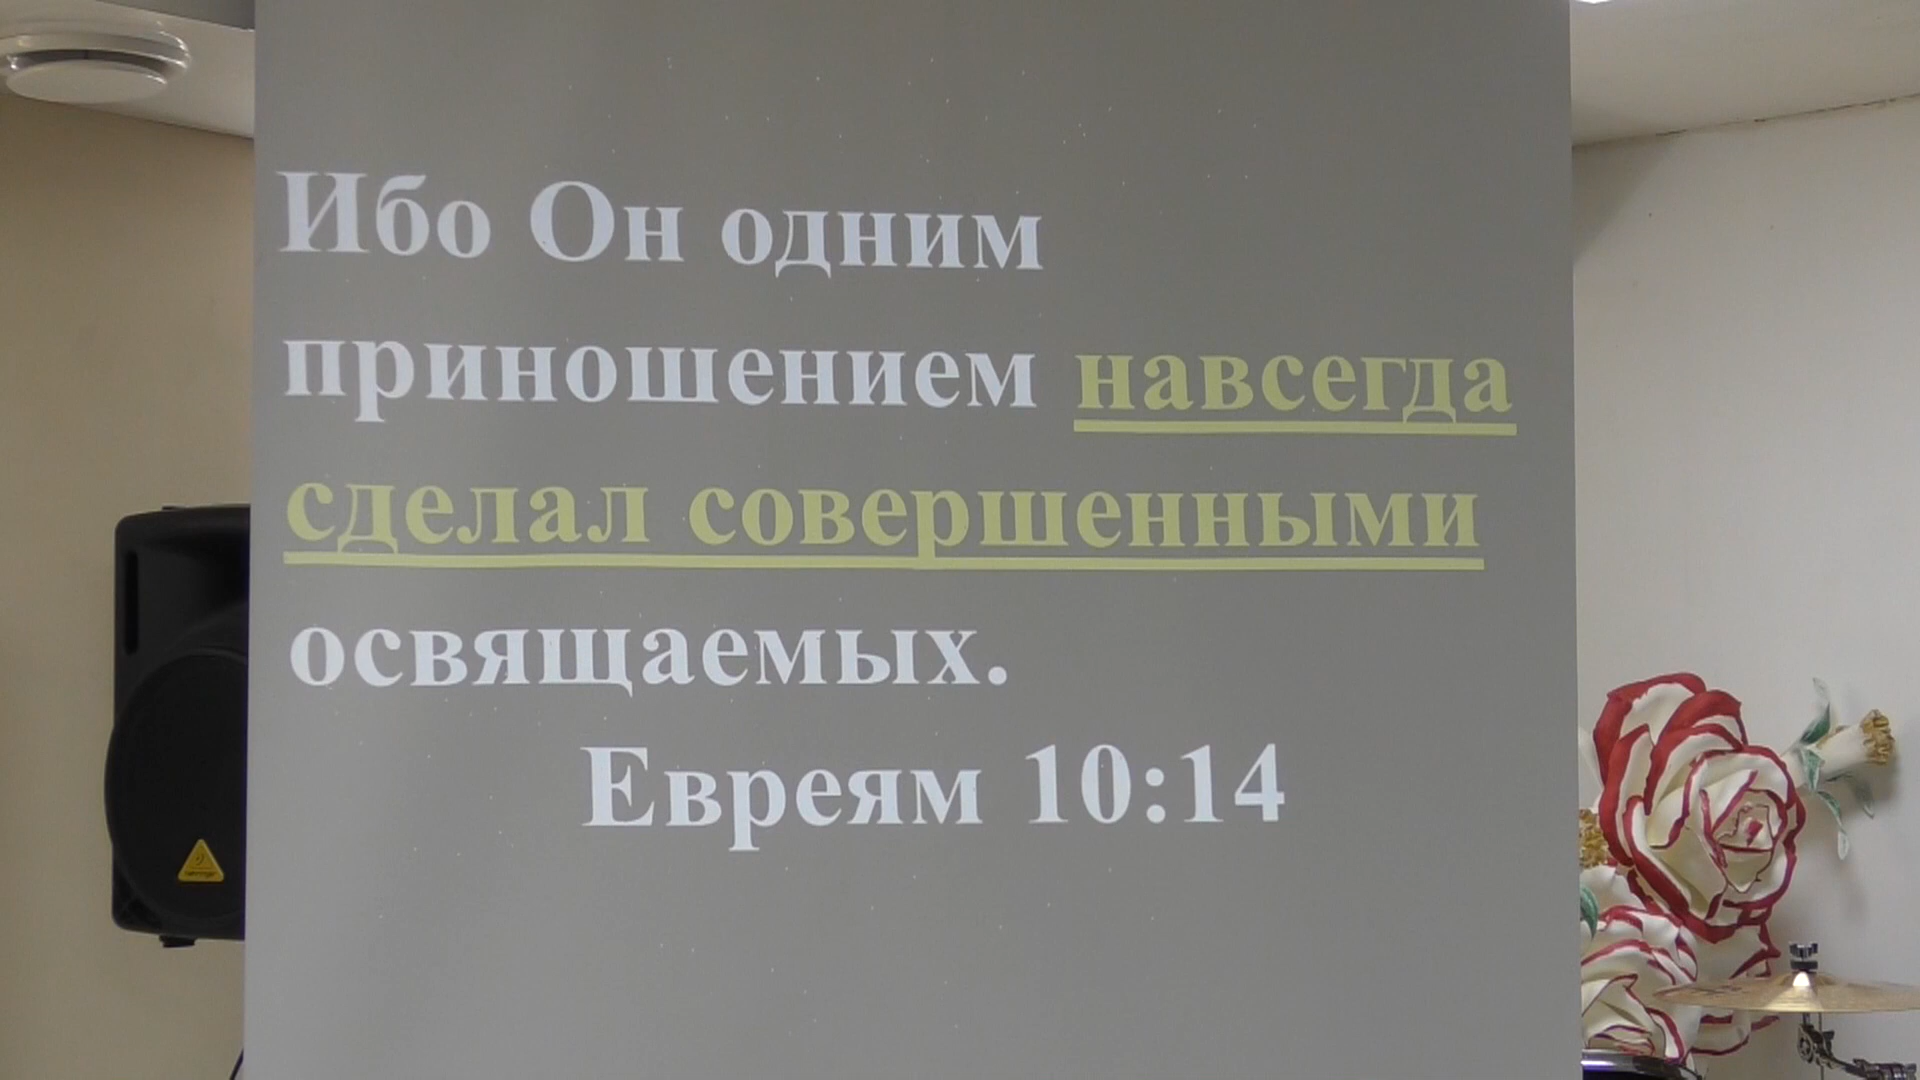 Ибо Он одним
приношением навсегда
сделал совершенными
освящаемых.
Евреям 10:14